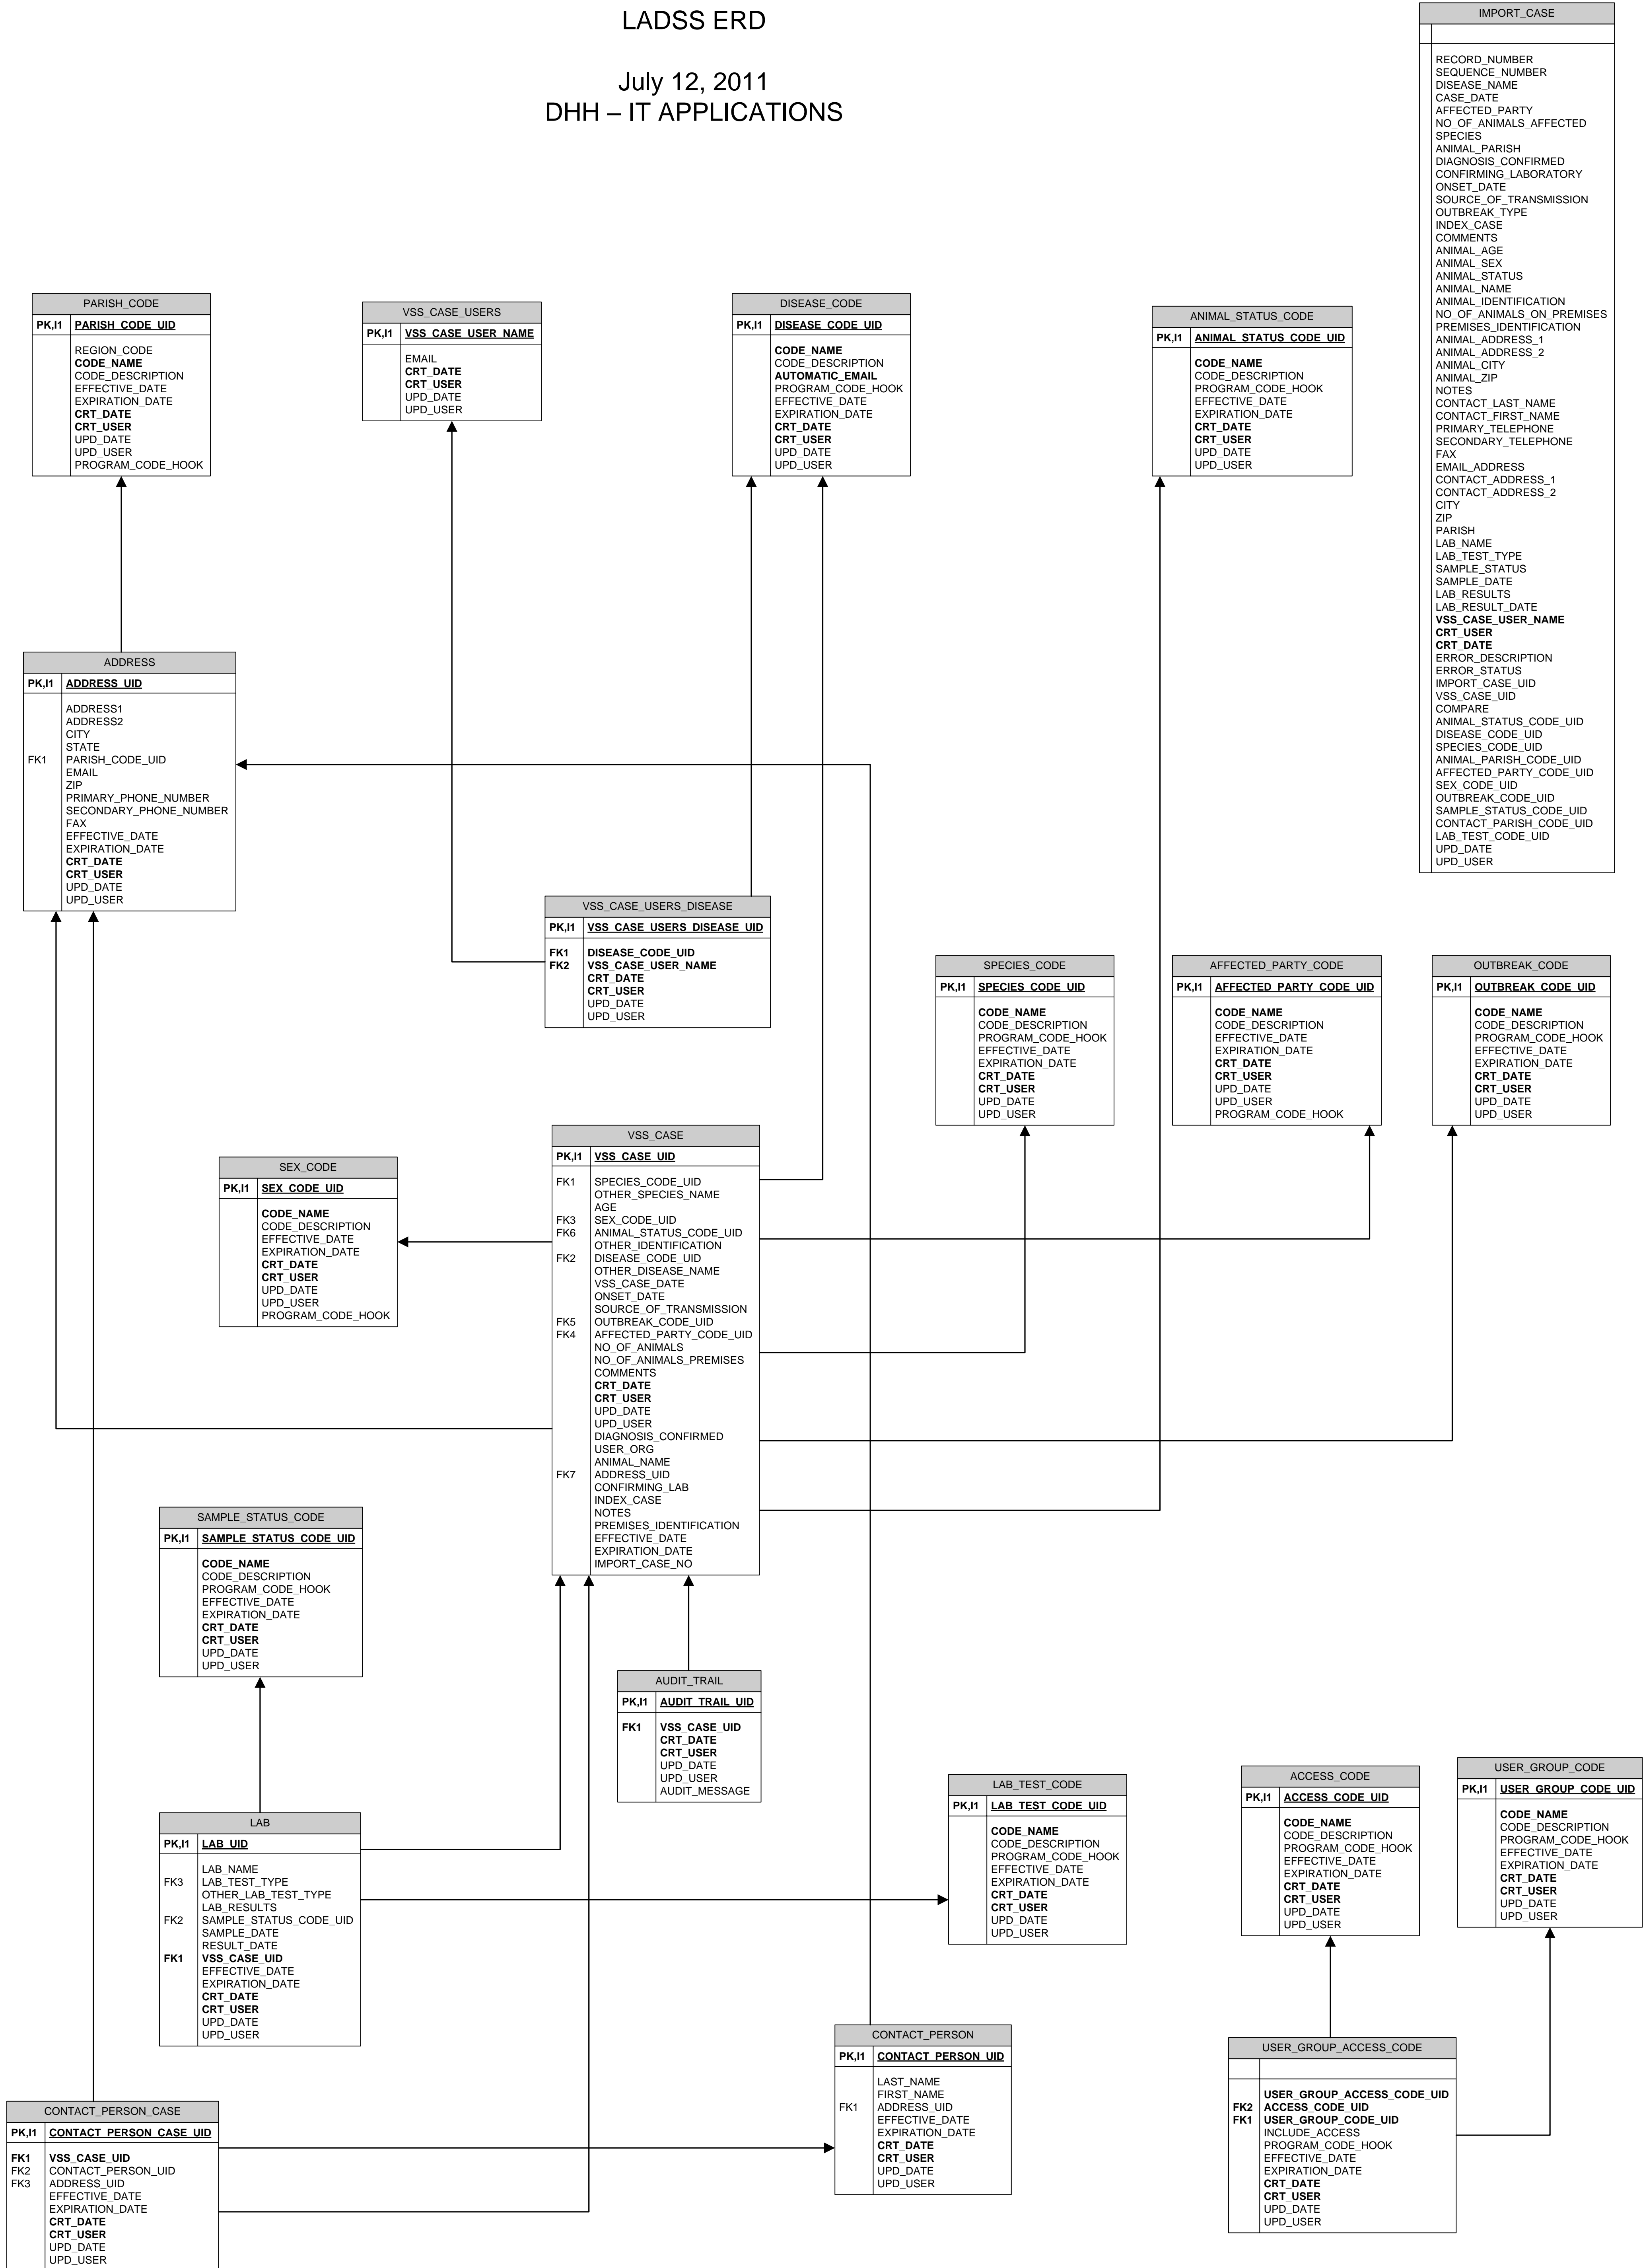 LADSS ERD
July 12, 2011
DHH – IT APPLICATIONS
IMPORT_CASE
RECORD_NUMBER
SEQUENCE_NUMBER
DISEASE_NAME
CASE_DATE
AFFECTED_PARTY
NO_OF_ANIMALS_AFFECTED
SPECIES
ANIMAL_PARISH
DIAGNOSIS_CONFIRMED
CONFIRMING_LABORATORY
ONSET_DATE
SOURCE_OF_TRANSMISSION
OUTBREAK_TYPE
INDEX_CASE
COMMENTS
ANIMAL_AGE
ANIMAL_SEX
ANIMAL_STATUS
ANIMAL_NAME
ANIMAL_IDENTIFICATION
NO_OF_ANIMALS_ON_PREMISES
PREMISES_IDENTIFICATION
ANIMAL_ADDRESS_1
ANIMAL_ADDRESS_2
ANIMAL_CITY
ANIMAL_ZIP
NOTES
CONTACT_LAST_NAME
CONTACT_FIRST_NAME
PRIMARY_TELEPHONE
SECONDARY_TELEPHONE
FAX
EMAIL_ADDRESS
CONTACT_ADDRESS_1
CONTACT_ADDRESS_2
CITY
ZIP
PARISH
LAB_NAME
LAB_TEST_TYPE
SAMPLE_STATUS
SAMPLE_DATE
LAB_RESULTS
LAB_RESULT_DATE
VSS_CASE_USER_NAME
CRT_USER
CRT_DATE
ERROR_DESCRIPTION
ERROR_STATUS
IMPORT_CASE_UID
VSS_CASE_UID
COMPARE
ANIMAL_STATUS_CODE_UID
DISEASE_CODE_UID
SPECIES_CODE_UID
ANIMAL_PARISH_CODE_UID
AFFECTED_PARTY_CODE_UID
SEX_CODE_UID
OUTBREAK_CODE_UID
SAMPLE_STATUS_CODE_UID
CONTACT_PARISH_CODE_UID
LAB_TEST_CODE_UID
UPD_DATE
UPD_USER
PARISH_CODE
PK,I1 PARISH_CODE_UID
REGION_CODE
CODE_NAME
CODE_DESCRIPTION
EFFECTIVE_DATE
EXPIRATION_DATE
CRT_DATE
CRT_USER
UPD_DATE
UPD_USER
PROGRAM_CODE_HOOK
VSS_CASE_USERS
PK,I1 VSS_CASE_USER_NAME
EMAIL
CRT_DATE
CRT_USER
UPD_DATE
UPD_USER
DISEASE_CODE
PK,I1 DISEASE_CODE_UID
CODE_NAME
CODE_DESCRIPTION
AUTOMATIC_EMAIL
PROGRAM_CODE_HOOK
EFFECTIVE_DATE
EXPIRATION_DATE
CRT_DATE
CRT_USER
UPD_DATE
UPD_USER
ANIMAL_STATUS_CODE
PK,I1 ANIMAL_STATUS_CODE_UID
CODE_NAME
CODE_DESCRIPTION
PROGRAM_CODE_HOOK
EFFECTIVE_DATE
EXPIRATION_DATE
CRT_DATE
CRT_USER
UPD_DATE
UPD_USER
ADDRESS
PK,I1 ADDRESS_UID
ADDRESS1
ADDRESS2
CITY
STATE
FK1 PARISH_CODE_UID
EMAIL
ZIP
PRIMARY_PHONE_NUMBER
SECONDARY_PHONE_NUMBER
FAX
EFFECTIVE_DATE
EXPIRATION_DATE
CRT_DATE
CRT_USER
UPD_DATE
UPD_USER
VSS_CASE_USERS_DISEASE
PK,I1 VSS_CASE_USERS_DISEASE_UID
FK1 DISEASE_CODE_UID
FK2 VSS_CASE_USER_NAME
CRT_DATE
CRT_USER
UPD_DATE
UPD_USER
SPECIES_CODE
PK,I1 SPECIES_CODE_UID
CODE_NAME
CODE_DESCRIPTION
PROGRAM_CODE_HOOK
EFFECTIVE_DATE
EXPIRATION_DATE
CRT_DATE
CRT_USER
UPD_DATE
UPD_USER
AFFECTED_PARTY_CODE
PK,I1 AFFECTED_PARTY_CODE_UID
CODE_NAME
CODE_DESCRIPTION
EFFECTIVE_DATE
EXPIRATION_DATE
CRT_DATE
CRT_USER
UPD_DATE
UPD_USER
PROGRAM_CODE_HOOK
OUTBREAK_CODE
PK,I1 OUTBREAK_CODE_UID
CODE_NAME
CODE_DESCRIPTION
PROGRAM_CODE_HOOK
EFFECTIVE_DATE
EXPIRATION_DATE
CRT_DATE
CRT_USER
UPD_DATE
UPD_USER
SEX_CODE
PK,I1 SEX_CODE_UID
CODE_NAME
CODE_DESCRIPTION
EFFECTIVE_DATE
EXPIRATION_DATE
CRT_DATE
CRT_USER
UPD_DATE
UPD_USER
PROGRAM_CODE_HOOK
VSS_CASE
PK,I1 VSS_CASE_UID
FK1 SPECIES_CODE_UID
OTHER_SPECIES_NAME
AGE
FK3 SEX_CODE_UID
FK6 ANIMAL_STATUS_CODE_UID
OTHER_IDENTIFICATION
FK2 DISEASE_CODE_UID
OTHER_DISEASE_NAME
VSS_CASE_DATE
ONSET_DATE
SOURCE_OF_TRANSMISSION
FK5 OUTBREAK_CODE_UID
FK4 AFFECTED_PARTY_CODE_UID
NO_OF_ANIMALS
NO_OF_ANIMALS_PREMISES
COMMENTS
CRT_DATE
CRT_USER
UPD_DATE
UPD_USER
DIAGNOSIS_CONFIRMED
USER_ORG
ANIMAL_NAME
FK7 ADDRESS_UID
CONFIRMING_LAB
INDEX_CASE
NOTES
PREMISES_IDENTIFICATION
EFFECTIVE_DATE
EXPIRATION_DATE
IMPORT_CASE_NO
SAMPLE_STATUS_CODE
PK,I1 SAMPLE_STATUS_CODE_UID
CODE_NAME
CODE_DESCRIPTION
PROGRAM_CODE_HOOK
EFFECTIVE_DATE
EXPIRATION_DATE
CRT_DATE
CRT_USER
UPD_DATE
UPD_USER
AUDIT_TRAIL
PK,I1 AUDIT_TRAIL_UID
FK1 VSS_CASE_UID
CRT_DATE
CRT_USER
UPD_DATE
UPD_USER
AUDIT_MESSAGE
LAB
PK,I1 LAB_UID
LAB_NAME
FK3 LAB_TEST_TYPE
OTHER_LAB_TEST_TYPE
LAB_RESULTS
FK2 SAMPLE_STATUS_CODE_UID
SAMPLE_DATE
RESULT_DATE
FK1 VSS_CASE_UID
EFFECTIVE_DATE
EXPIRATION_DATE
CRT_DATE
CRT_USER
UPD_DATE
UPD_USER
LAB_TEST_CODE
PK,I1 LAB_TEST_CODE_UID
CODE_NAME
CODE_DESCRIPTION
PROGRAM_CODE_HOOK
EFFECTIVE_DATE
EXPIRATION_DATE
CRT_DATE
CRT_USER
UPD_DATE
UPD_USER
ACCESS_CODE
PK,I1 ACCESS_CODE_UID
CODE_NAME
CODE_DESCRIPTION
PROGRAM_CODE_HOOK
EFFECTIVE_DATE
EXPIRATION_DATE
CRT_DATE
CRT_USER
UPD_DATE
UPD_USER
USER_GROUP_CODE
PK,I1 USER_GROUP_CODE_UID
CODE_NAME
CODE_DESCRIPTION
PROGRAM_CODE_HOOK
EFFECTIVE_DATE
EXPIRATION_DATE
CRT_DATE
CRT_USER
UPD_DATE
UPD_USER
CONTACT_PERSON
PK,I1 CONTACT_PERSON_UID
LAST_NAME
FIRST_NAME
FK1 ADDRESS_UID
EFFECTIVE_DATE
EXPIRATION_DATE
CRT_DATE
CRT_USER
UPD_DATE
UPD_USER
USER_GROUP_ACCESS_CODE
USER_GROUP_ACCESS_CODE_UID
FK2 ACCESS_CODE_UID
FK1 USER_GROUP_CODE_UID
INCLUDE_ACCESS
PROGRAM_CODE_HOOK
EFFECTIVE_DATE
EXPIRATION_DATE
CRT_DATE
CRT_USER
UPD_DATE
UPD_USER
CONTACT_PERSON_CASE
PK,I1 CONTACT_PERSON_CASE_UID
FK1 VSS_CASE_UID
FK2 CONTACT_PERSON_UID
FK3 ADDRESS_UID
EFFECTIVE_DATE
EXPIRATION_DATE
CRT_DATE
CRT_USER
UPD_DATE
UPD_USER